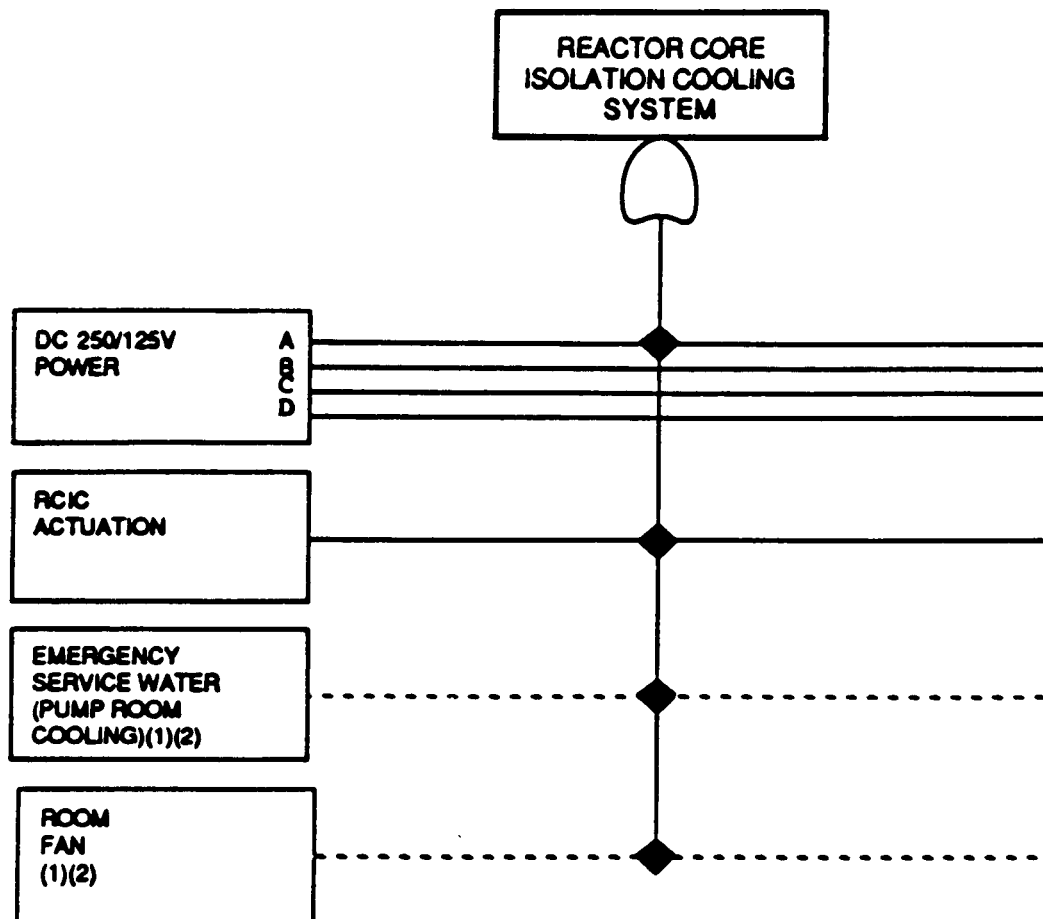 REACTOR CORE
ISOLATION COOLING
SYSTEM
DC 250/125V
POWER
A
B
C
D
RCIC
ACTUATION
EMERGENCY
SERVICE WATER
(PUMP ROOM
COOLING)(1)(2)
ROOM
FAN
(1)(2)